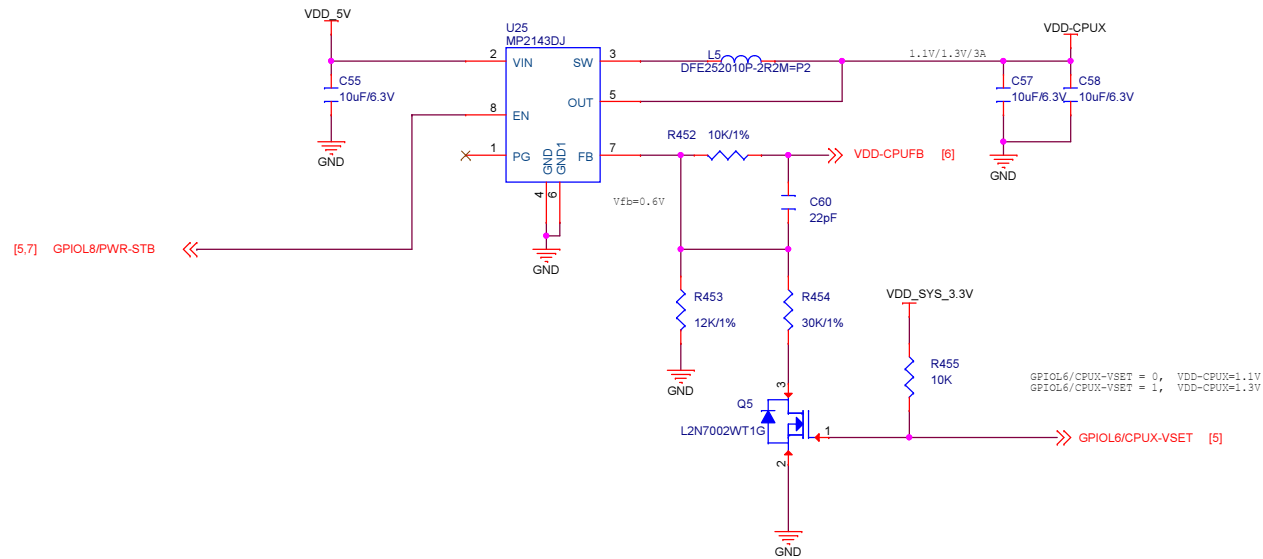 VDD_5V
U25
MP2143DJ
2
VIN
SW
3
L5
DFE252010P-2R2M=P2
1.1V/1.3V/3A
VDD-CPUX
C55
10uF/6.3V
GND
8
EN
OUT
5
C57
10uF/6.3V
C58
10uF/6.3V
GND
1
PG
GND
GND1
FB
7
4
6
GND
R452 10K/1%
VDD-CPUFB [6]
Vfb=0.6V
C60
22pF
[5,7] GPIOL8/PWR-STB
R453
12K/1%
GND
R454
30K/1%
VDD_SYS_3.3V
R455
10K
GPIOL6/CPUX-VSET = 0, VDD-CPUX=1.1V
GPIOL6/CPUX-VSET = 1, VDD-CPUX=1.3V
3
Q5
L2N7002WT1G
1
2
GPIOL6/CPUX-VSET [5]
GND